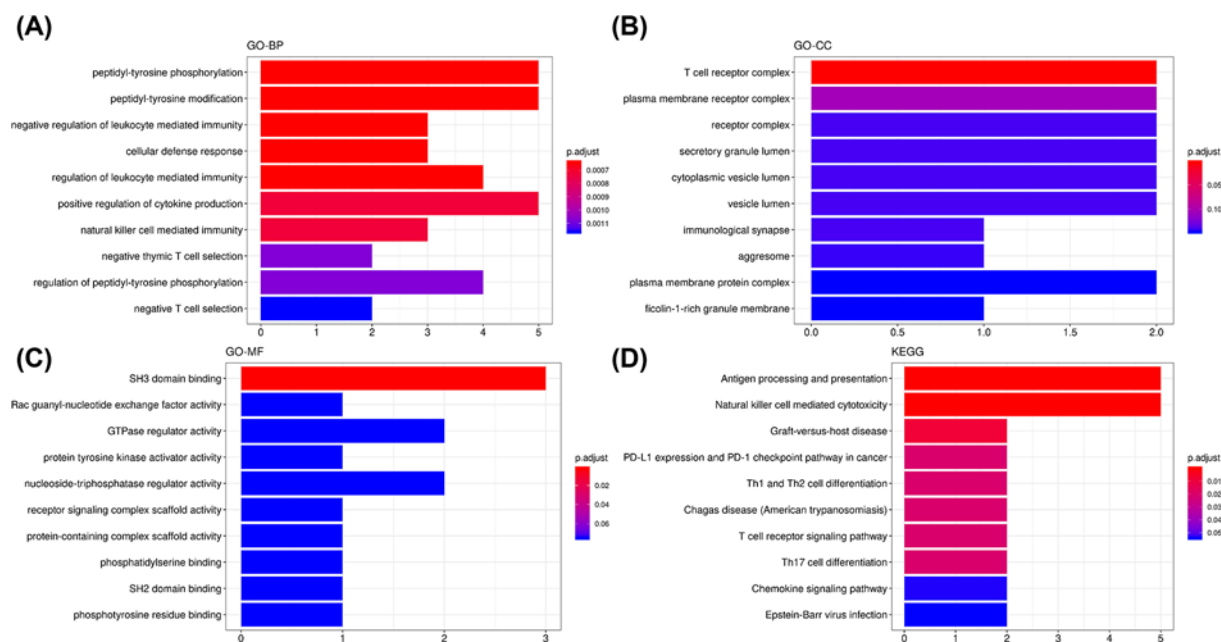 (A)
GO-BP
peptidyl-tyrosine phosphorylation
peptidyl-tyrosine modification
negative regulation of leukocyte mediated immunity
cellular defense response
regulation of leukocyte mediated immunity
positive regulation of cytokine production
natural killer cell mediated immunity
negative thymic T cell selection
regulation of peptidyl-tyrosine phosphorylation
negative T cell selection
0 1 2 3 4 5
p.adjust
0.0007
0.0008
0.0009
0.0010
0.0011
(B)
GO-CC
T cell receptor complex
plasma membrane receptor complex
receptor complex
secretory granule lumen
cytoplasmic vesicle lumen
vesicle lumen
immunological synapse
aggresome
plasma membrane protein complex
ficolin-1-rich granule membrane
0.0 0.5 1.0 1.5 2.0
p.adjust
0.05
0.10
(C)
GO-MF
SH3 domain binding
Rac guanyl-nucleotide exchange factor activity
GTPase regulator activity
protein tyrosine kinase activator activity
nucleoside-triphosphatase regulator activity
receptor signaling complex scaffold activity
protein-containing complex scaffold activity
phosphatidylserine binding
SH2 domain binding
phosphotyrosine residue binding
0 1 2 3
p.adjust
0.02
0.04
0.06
(D)
KEGG
Antigen processing and presentation
Natural killer cell mediated cytotoxicity
Graft-versus-host disease
PD-L1 expression and PD-1 checkpoint pathway in cancer
Th1 and Th2 cell differentiation
Chagas disease (American trypanosomiasis)
T cell receptor signaling pathway
Th17 cell differentiation
Chemokine signaling pathway
Epstein-Barr virus infection
0 1 2 3 4 5
p.adjust
0.01
0.02
0.03
0.04
0.05